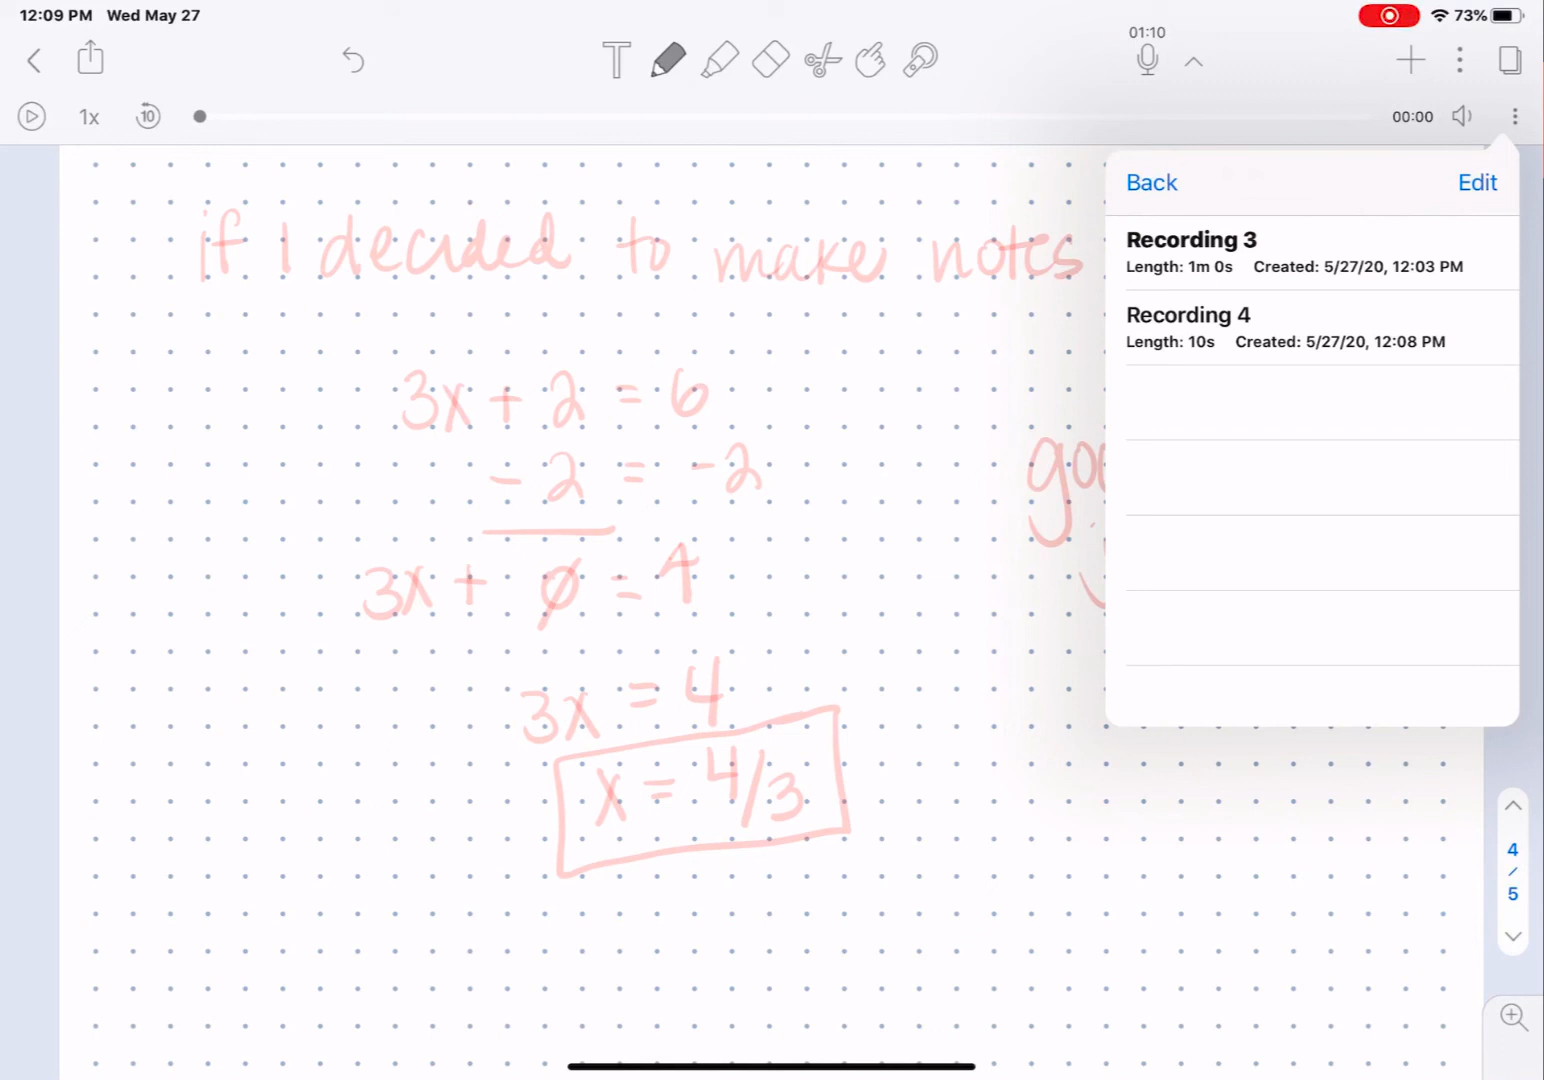 12:09 PM Wed May 27
73%
01:10
1x
10
00:00
Back Edit
Recording 3
Length: 1m 0s Created: 5/27/20, 12:03 PM
Recording 4
Length: 10s Created: 5/27/20, 12:08 PM
if I decided to make notes
3x + 2 = 6
- 2 = -2
3x + 0 = 4
3x = 4
x = 4/3
4
/
5